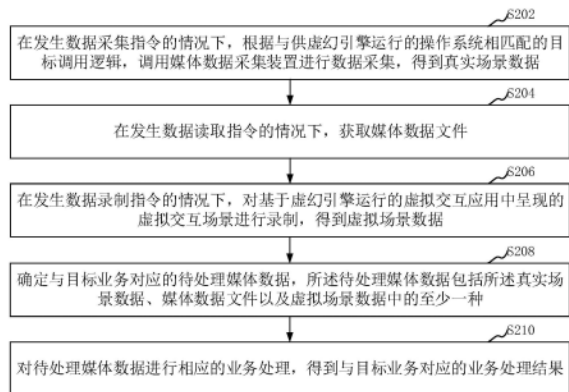 S202
在发生数据采集指令的情况下，根据与供虚幻引擎运行的操作系统相匹配的
目标调用逻辑，调用媒体数据采集装置进行数据采集，得到真实场景数据
S204
在发生数据读取指令的情况下，获取媒体数据文件
S206
在发生数据录制指令的情况下，对基于虚幻引擎运行的虚拟交互应用中呈现的
虚拟交互场景进行录制，得到虚拟场景数据
S208
确定与目标业务对应的待处理媒体数据，所述待处理媒体数据包括所述真实场
景数据、媒体数据文件以及虚拟场景数据中的至少一种
S210
对待处理媒体数据进行相应的业务处理，得到与目标业务对应的业务处理结果